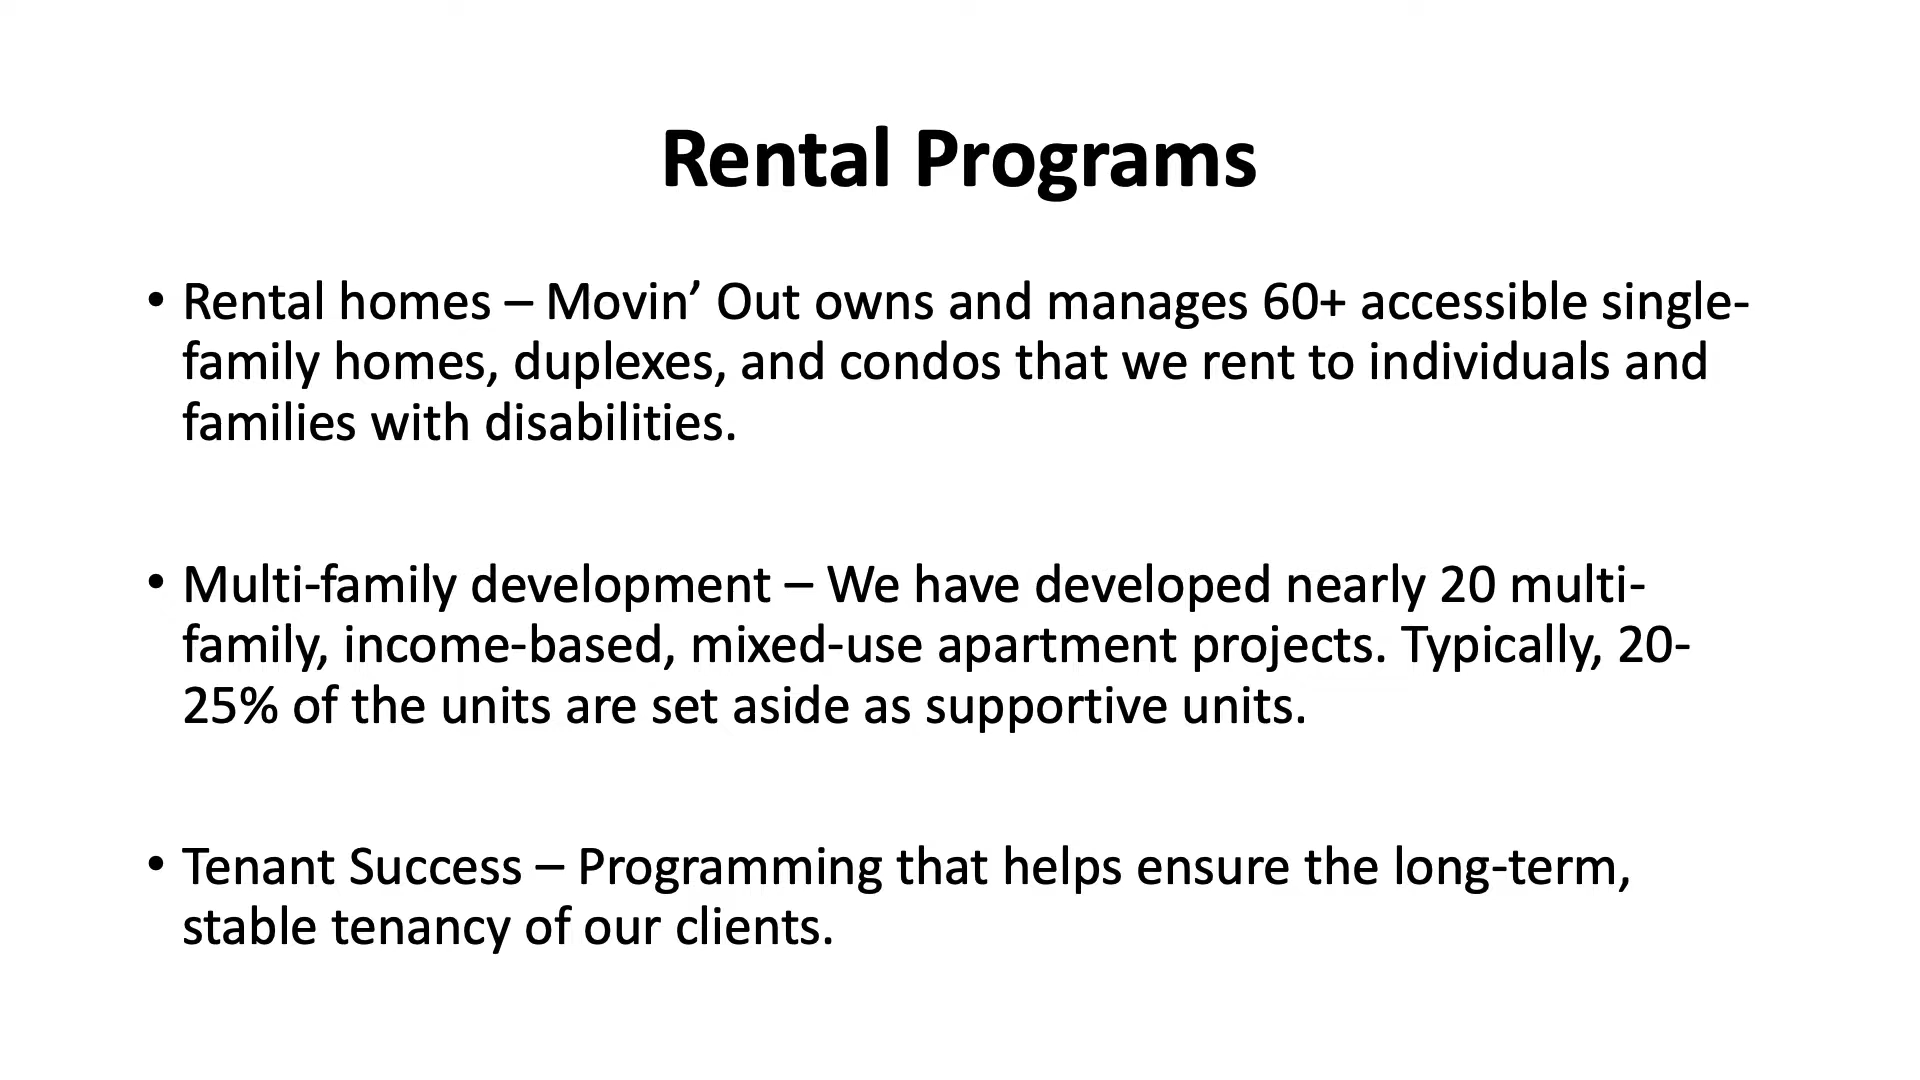 Rental Programs
• Rental homes – Movin’ Out owns and manages 60+ accessible single-
family homes, duplexes, and condos that we rent to individuals and
families with disabilities.
• Multi-family development – We have developed nearly 20 multi-
family, income-based, mixed-use apartment projects. Typically, 20-
25% of the units are set aside as supportive units.
• Tenant Success – Programming that helps ensure the long-term,
stable tenancy of our clients.